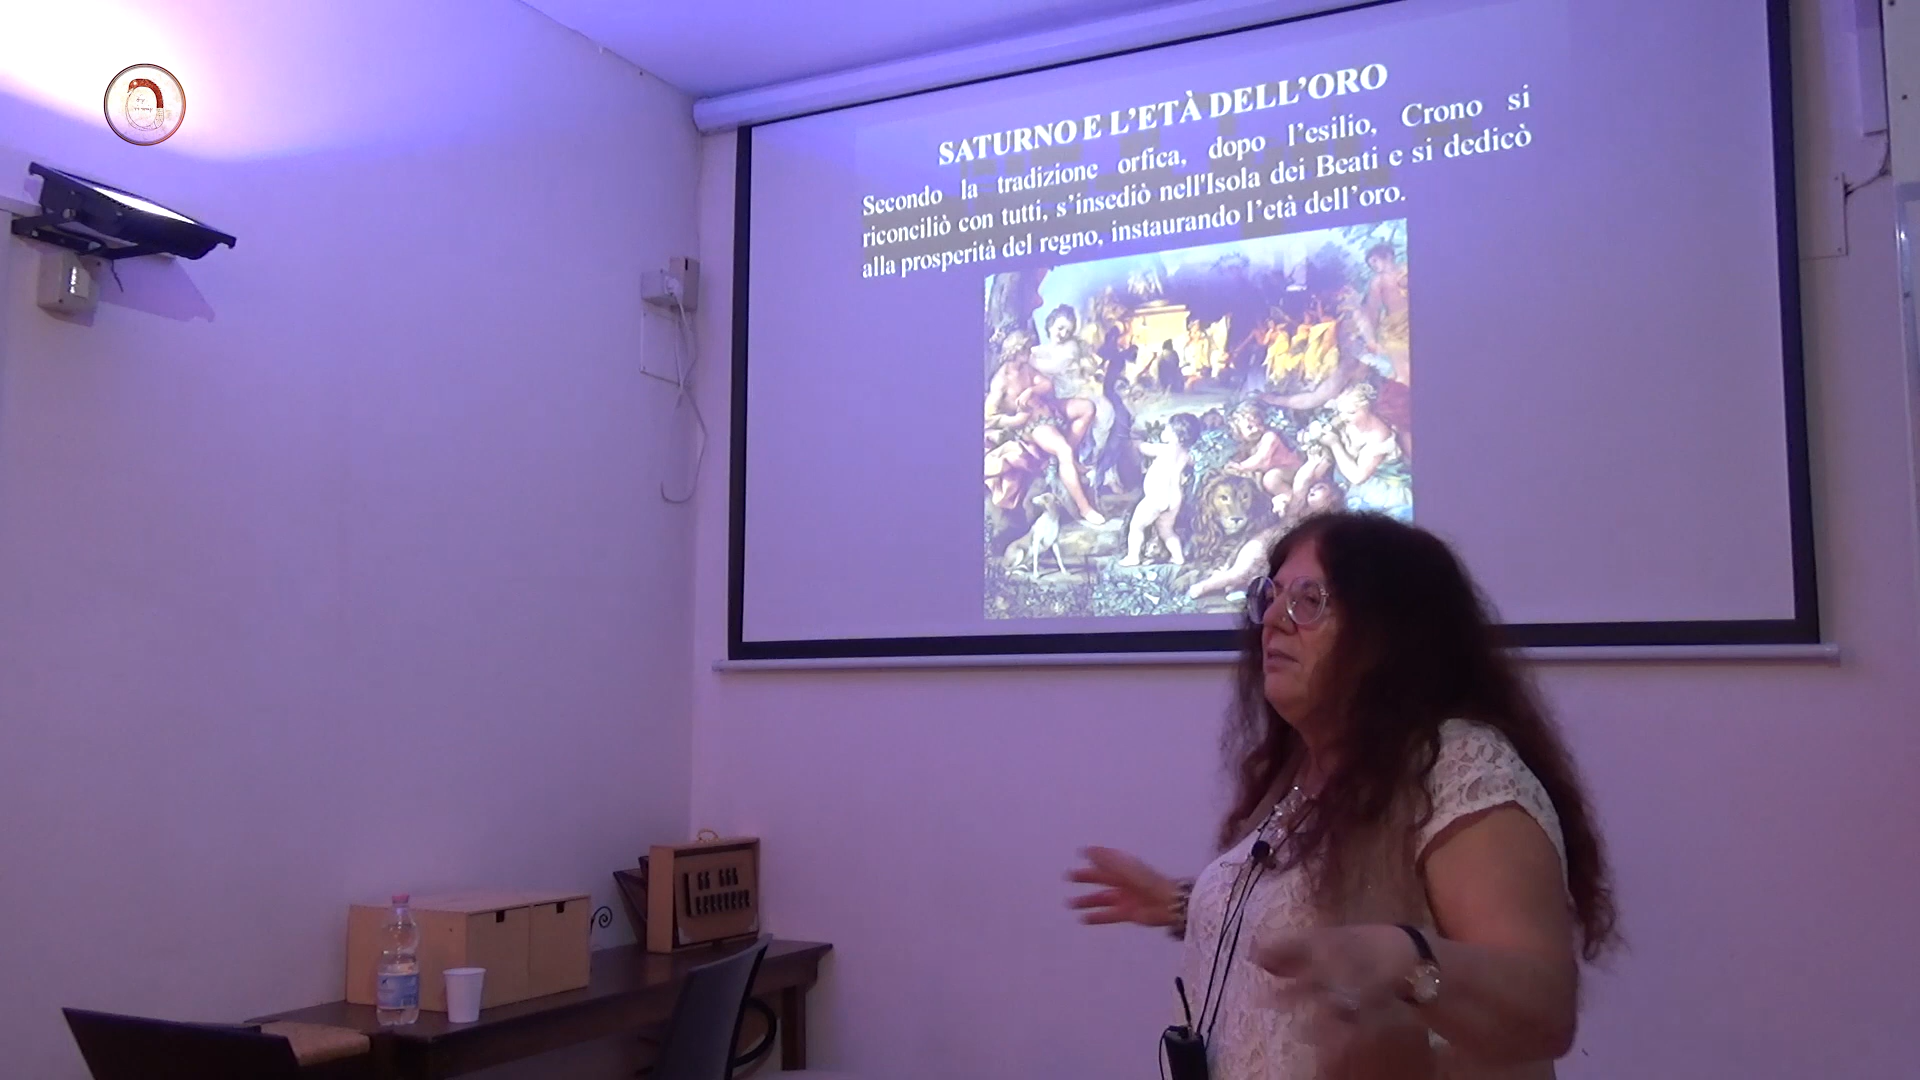 SATURNO E L’ETÀ DELL’ORO
Secondo la tradizione orfica, dopo l’esilio, Crono si
riconciliò con tutti, s’insediò nell'Isola dei Beati e si dedicò
alla prosperità del regno, instaurando l’età dell’oro.